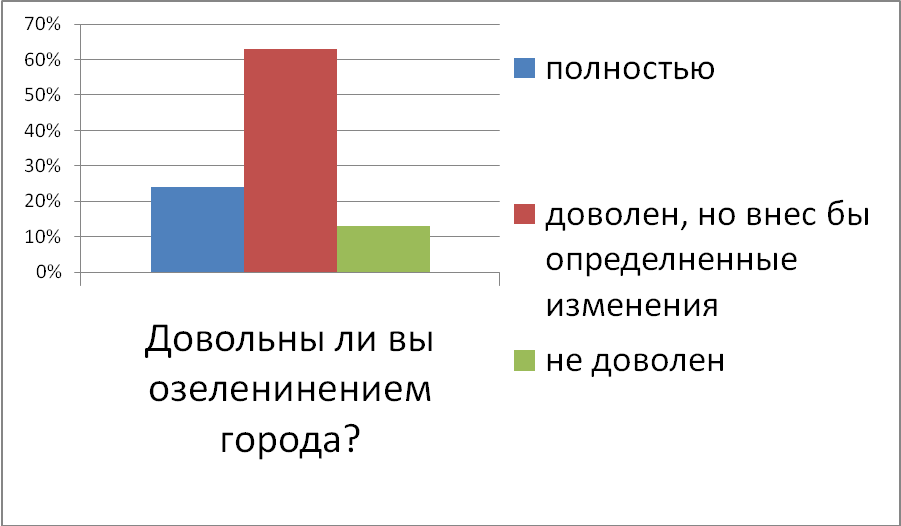 70%
60%
50%
40%
30%
20%
10%
0%
Довольны ли вы
озеленинением
города?
полностью
доволен, но внес бы
определненные
изменения
не доволен